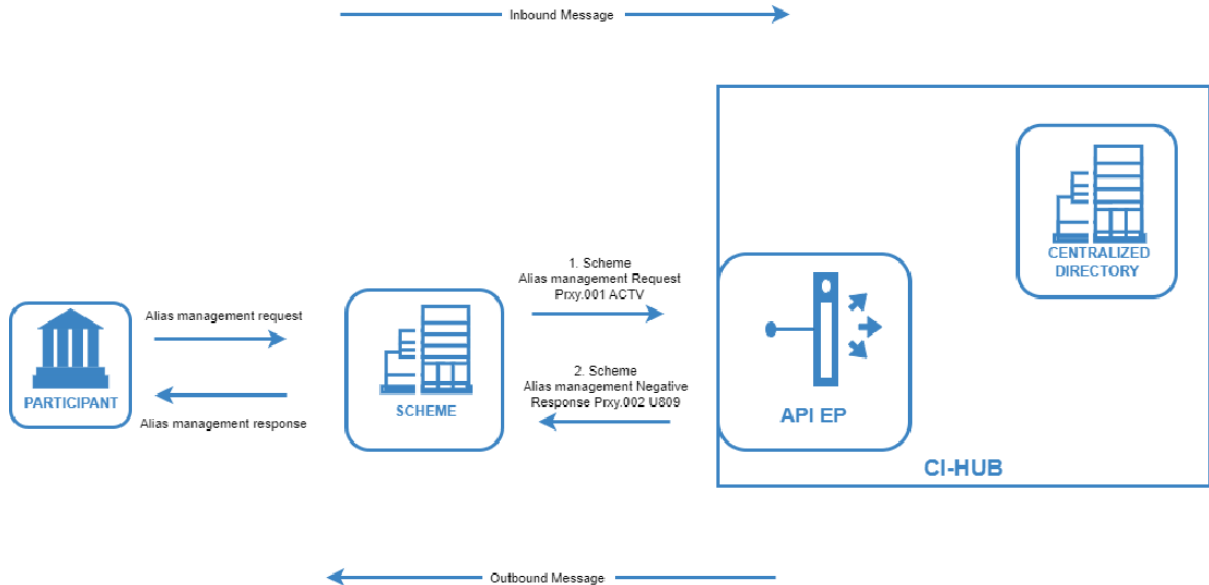 Inbound Message
CENTRALIZED
DIRECTORY
1. Scheme
Alias management Request
Prxy.001 ACTV
Alias management request
PARTICIPANT
Alias management response
SCHEME
2. Scheme
Alias management Negative
Response Prxy.002 U809
API EP
CI-HUB
Outbound Message